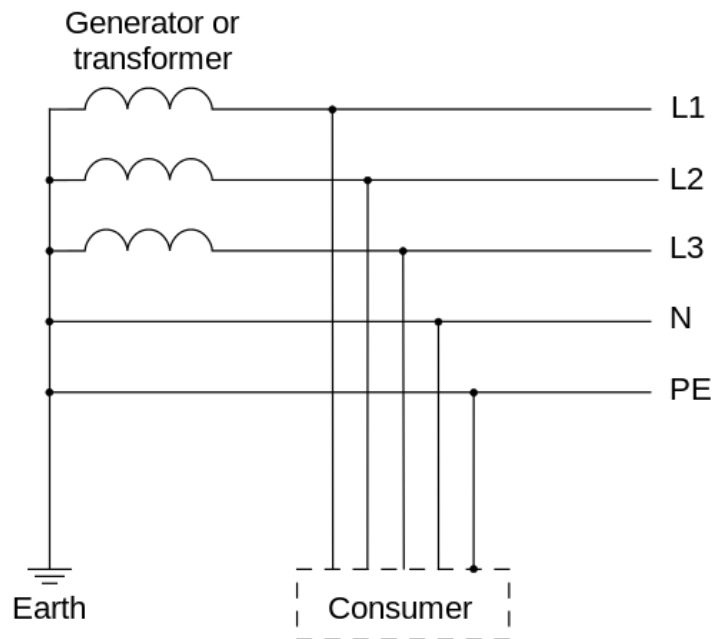 Generator or
transformer
L1
L2
L3
N
PE
Earth
Consumer